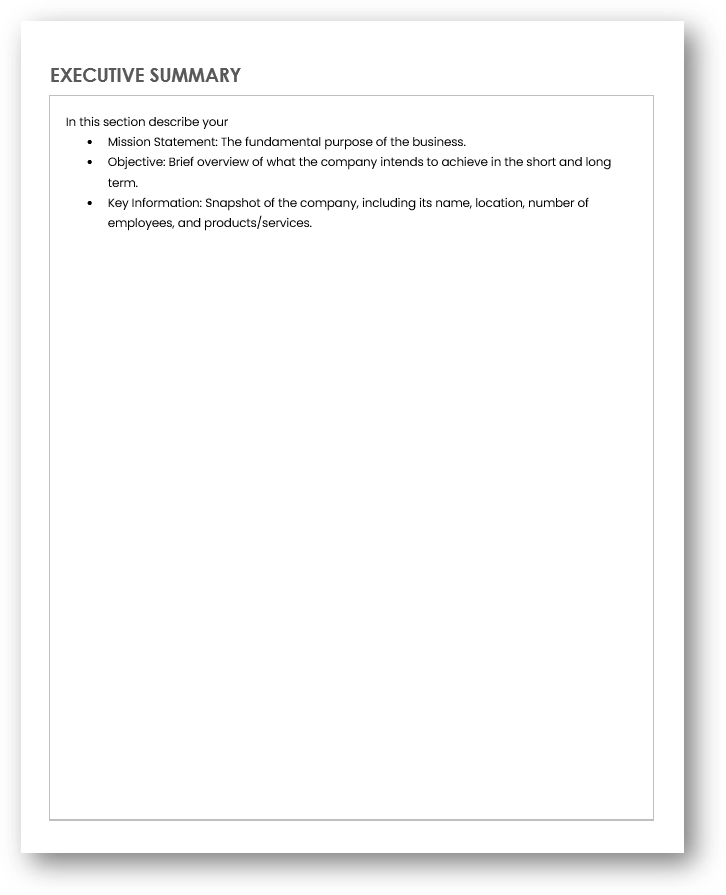 EXECUTIVE SUMMARY
In this section describe your
• Mission Statement: The fundamental purpose of the business.
• Objective: Brief overview of what the company intends to achieve in the short and long
term.
• Key Information: Snapshot of the company, including its name, location, number of
employees, and products/services.